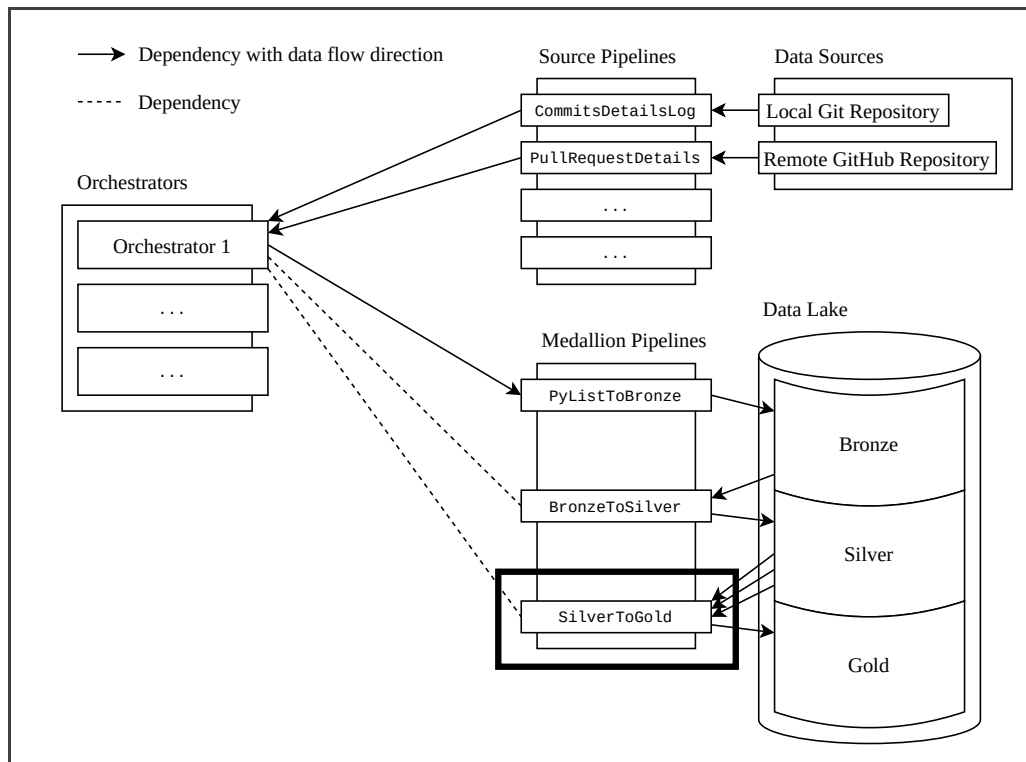 Dependency with data flow direction
Dependency
Source Pipelines
Data Sources
CommitsDetailsLog
Local Git Repository
PullRequestDetails
Remote GitHub Repository
...
...
Orchestrators
Orchestrator 1
...
...
Data Lake
Medallion Pipelines
PyListToBronze
Bronze
BronzeToSilver
Silver
SilverToGold
Gold